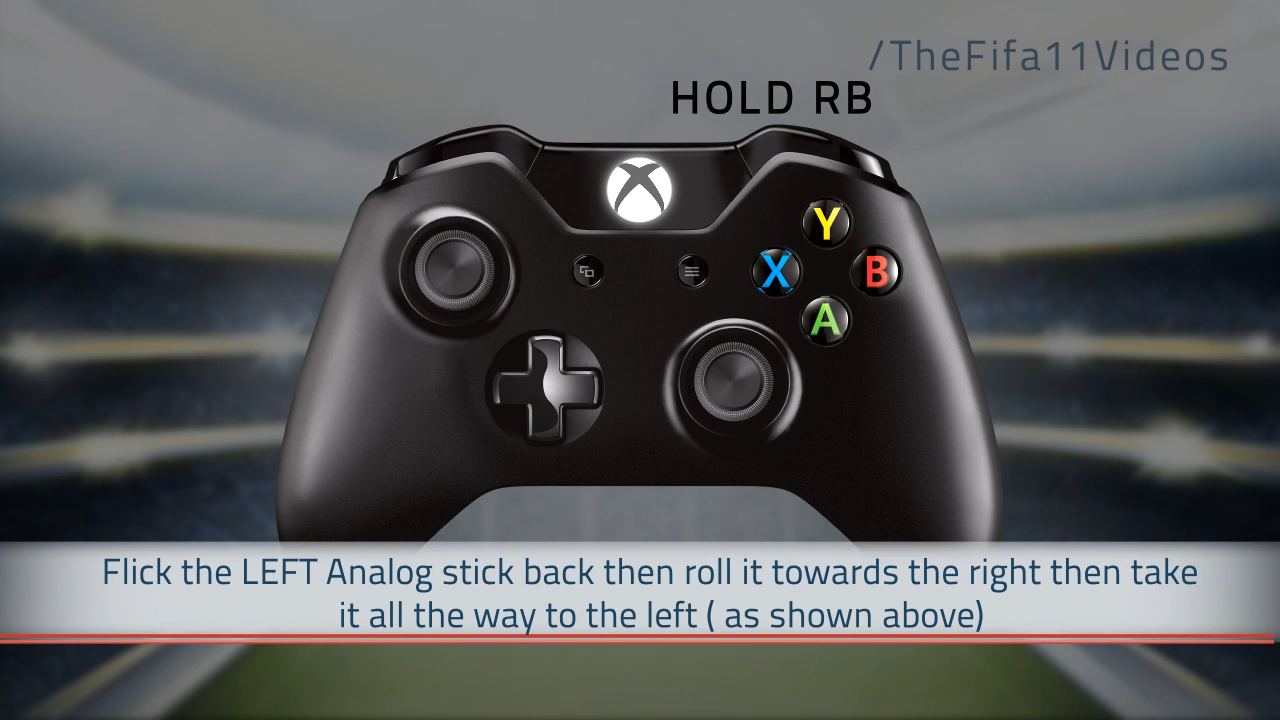 /TheFifa11Videos
HOLD RB
Y
X
B
A
Flick the LEFT Analog stick back then roll it towards the right then take
it all the way to the left ( as shown above)